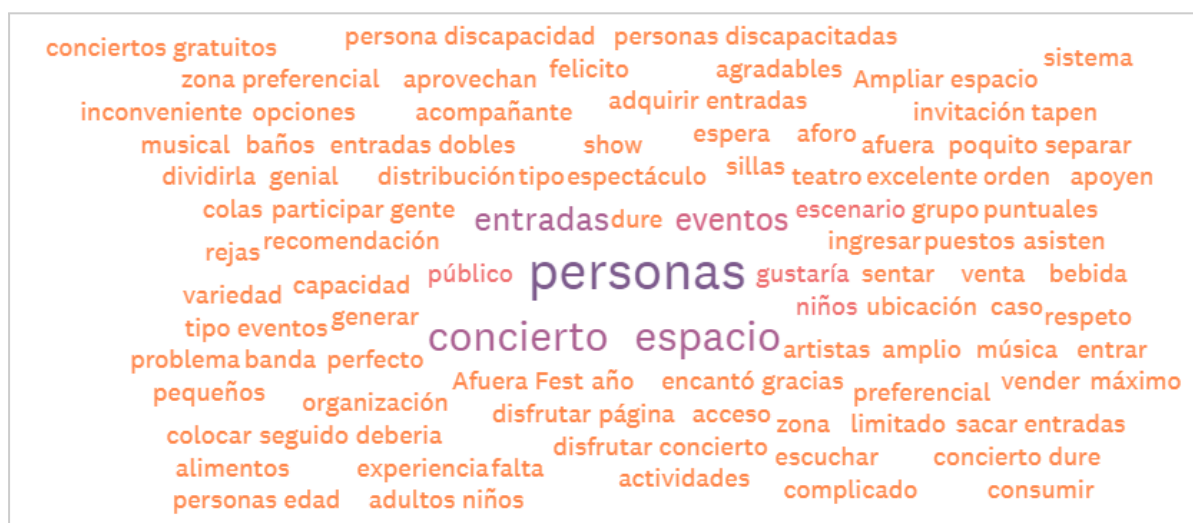 conciertos gratuitos persona discapacidad personas discapacitadas sistema
zona preferencial aprovechan felicito agradables Ampliar espacio
inconveniente opciones acompañante adquirir entradas invitación tapen
musical baños entradas dobles show espera aforo afuera poquito separar
dividirla genial distribución tipo espectáculo sillas teatro excelente orden apoyen
colas participar gente entradas dure eventos escenario grupo puntuales
rejas recomendación ingresar puestos asisten
variedad capacidad público personas gustaría sentar venta bebida
tipo eventos generar niños ubicación caso respeto
problema banda perfecto concierto espacio artistas amplio música entrar
pequeños organización Afuera Fest año encantó gracias preferencial vender máximo
colocar seguido deberia disfrutar página acceso zona limitado sacar entradas
alimentos experiencia falta disfrutar concierto escuchar concierto dure
personas edad adultos niños actividades complicado consumir